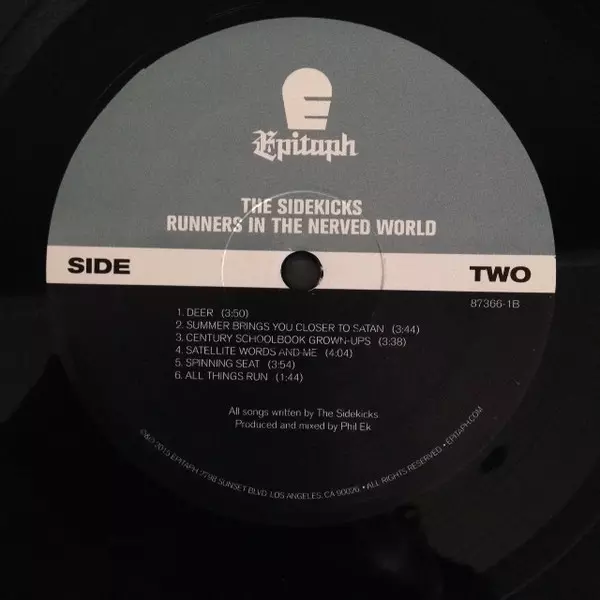 Epitaph
THE SIDEKICKS
RUNNERS IN THE NERVED WORLD
SIDE TWO
87366-1B
1. DEER (3:50)
2. SUMMER BRINGS YOU CLOSER TO SATAN (3:44)
3. CENTURY SCHOOLBOOK GROWN-UPS (3:38)
4. SATELLITE WORDS AND ME (4:04)
5. SPINNING SEAT (3:54)
6. ALL THINGS RUN (1:44)
All songs written by The Sidekicks
Produced and mixed by Phil Ek
©&℗ 2015 EPITAPH 2798 SUNSET BLVD. LOS ANGELES, CA 90026. • ALL RIGHTS RESERVED. • EPITAPH.COM